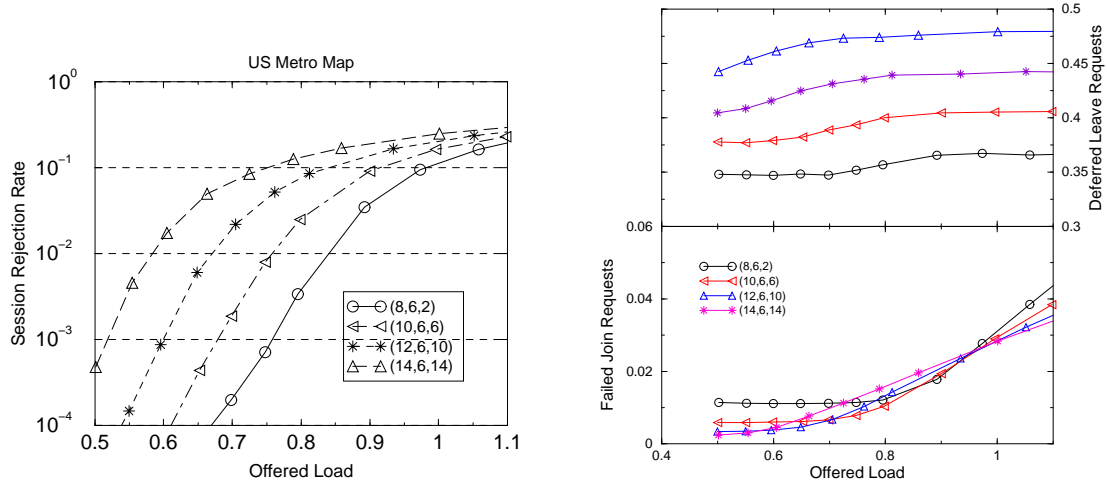 US Metro Map
Session Rejection Rate
10^0
10^-1
10^-2
10^-3
10^-4
(8,6,2)
(10,6,6)
(12,6,10)
(14,6,14)
0.5 0.6 0.7 0.8 0.9 1 1.1
Offered Load
0.5
0.45
0.4
0.35
0.3
Deferred Leave Requests
0.06
0.04
0.02
0
Failed Join Requests
(8,6,2)
(10,6,6)
(12,6,10)
(14,6,14)
0.4 0.6 0.8 1
Offered Load